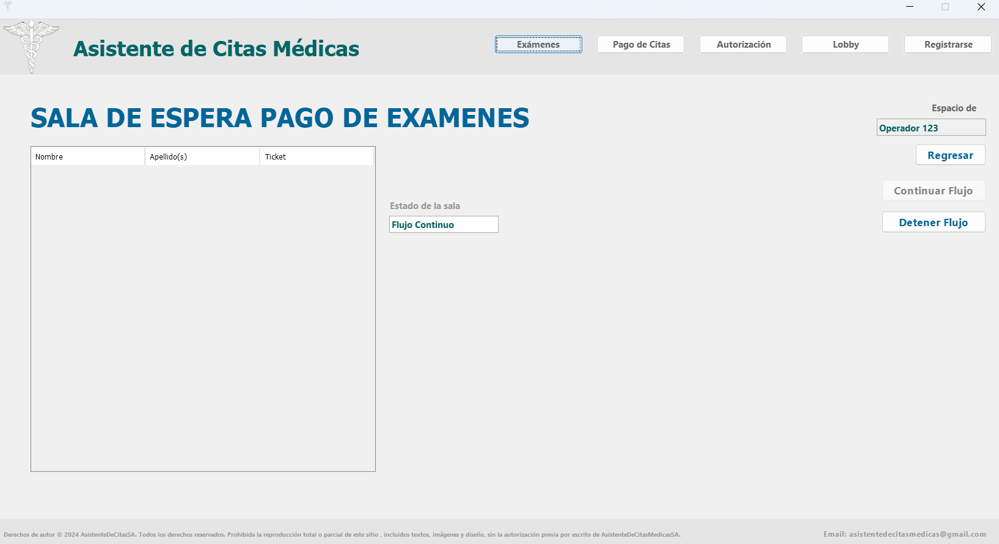 Asistente de Citas Médicas
Exámenes
Pago de Citas
Autorización
Lobby
Registrarse
SALA DE ESPERA PAGO DE EXAMENES
Espacio de
Operador 123
Regresar
Continuar Flujo
Detener Flujo
Nombre
Apellido(s)
Ticket
Estado de la sala
Flujo Continuo
Derechos de autor © 2024 AsistenteDeCitasSA. Todos los derechos reservados. Prohibida la reproducción total o parcial de este sitio , incluidos textos, imágenes y diseño, sin la autorización previa por escrito de AsistenteDeCitasMedicasSA.
Email: asistentedecitasmedicas@gmail.com